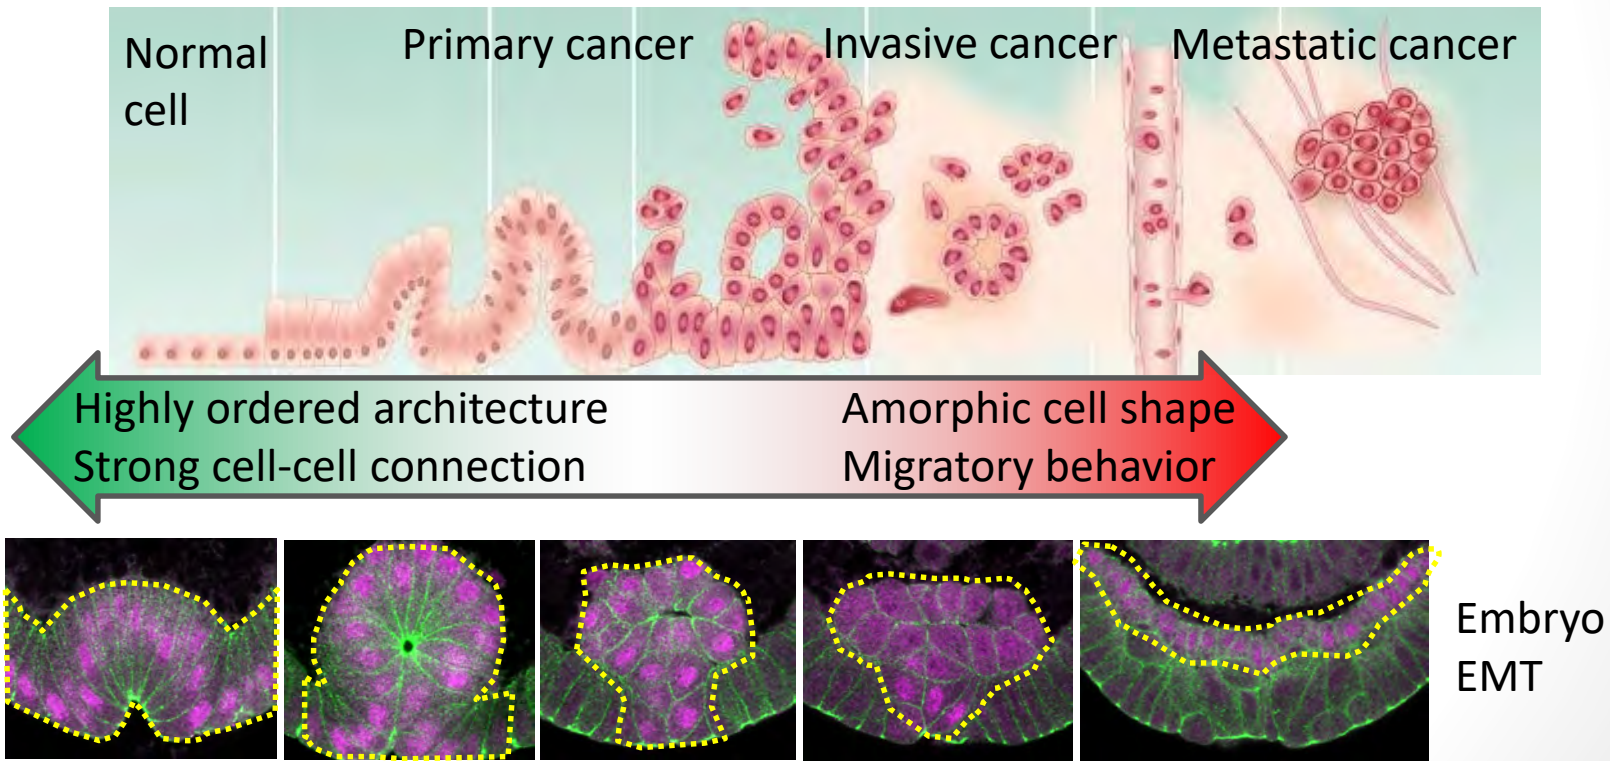 Normal
cell
Primary cancer
Invasive cancer
Metastatic cancer
Highly ordered architecture
Strong cell-cell connection
Amorphic cell shape
Migratory behavior
Embryo
EMT